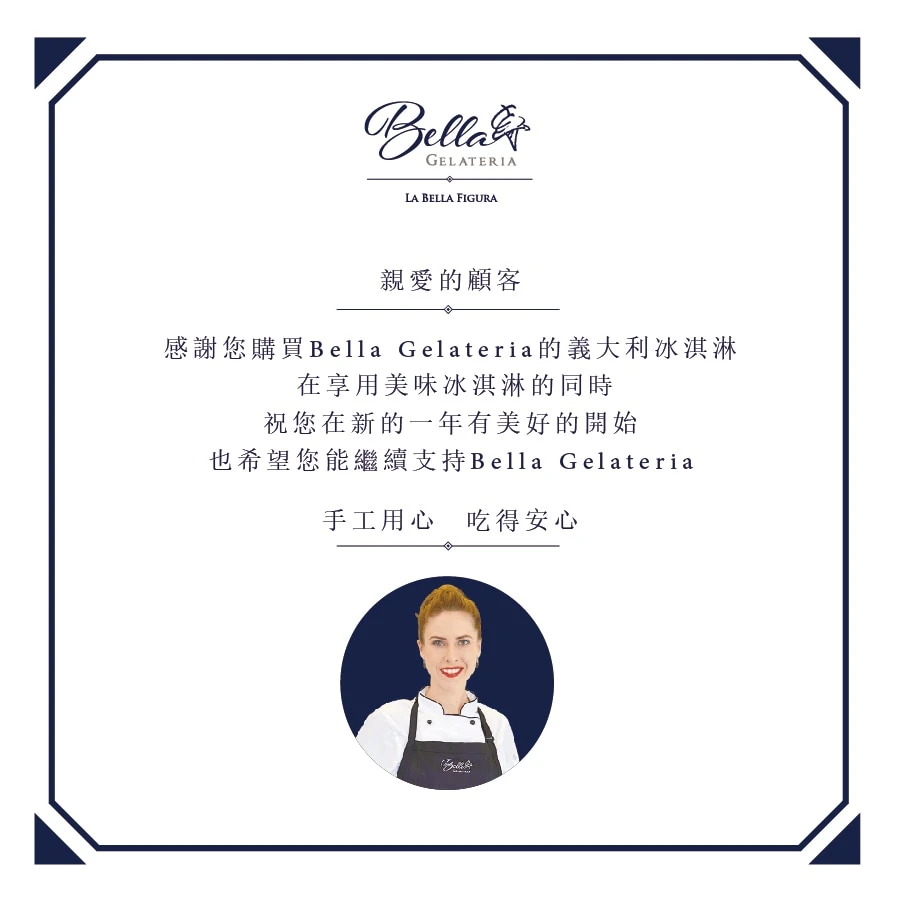 Bella
GELATERIA
LA BELLA FIGURA
親愛的顧客
感謝您購買Bella Gelateria的義大利冰淇淋
在享用美味冰淇淋的同時
祝您在新的一年有美好的開始
也希望您能繼續支持Bella Gelateria
手工用心　吃得安心
Bella